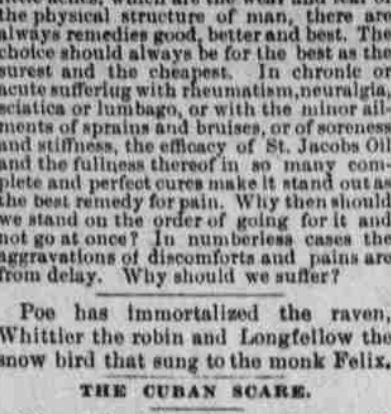 the physical structure of man, there are
always remedies good, better and best. The
choice should always be for the best as the
surest and the cheapest. In chronic or
acute suffering with rheumatism, neuralgia,
sciatica or lumbago, or with the minor ail-
ments of sprains and bruises, or of soreness
and stiffness, the efficacy of St. Jacobs Oil
and the fullness thereof in so many com-
plete and perfect cures make it stand out as
the best remedy for pain. Why then should
we stand on the order of going for it and
not go at once? In numberless cases the
aggravations of discomforts and pains are
from delay. Why should we suffer?
Poe has immortalized the raven,
Whittier the robin and Longfellow the
snow bird that sung to the monk Felix.
THE CUBAN SCARE.